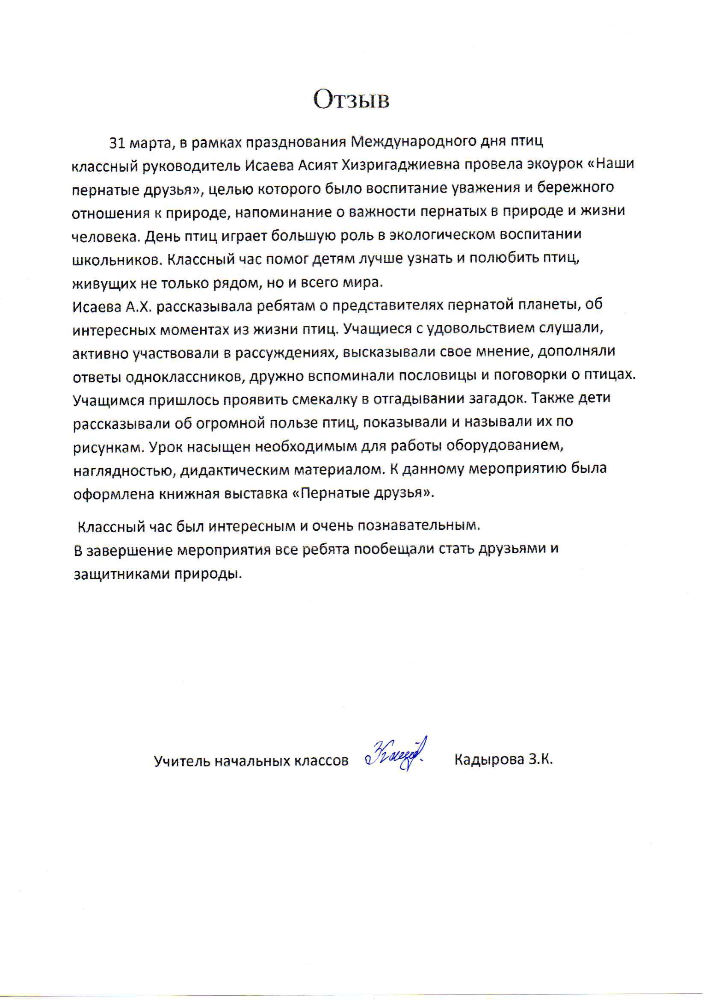 Отзыв
31 марта, в рамках празднования Международного дня птиц
классный руководитель Исаева Асият Хизригаджиевна провела экоурок «Наши
пернатые друзья», целью которого было воспитание уважения и бережного
отношения к природе, напоминание о важности пернатых в природе и жизни
человека. День птиц играет большую роль в экологическом воспитании
школьников. Классный час помог детям лучше узнать и полюбить птиц,
живущих не только рядом, но и всего мира.
Исаева А.Х. рассказывала ребятам о представителях пернатой планеты, об
интересных моментах из жизни птиц. Учащиеся с удовольствием слушали,
активно участвовали в рассуждениях, высказывали свое мнение, дополняли
ответы одноклассников, дружно вспоминали пословицы и поговорки о птицах.
Учащимся пришлось проявить смекалку в отгадывании загадок. Также дети
рассказывали об огромной пользе птиц, показывали и называли их по
рисункам. Урок насыщен необходимым для работы оборудованием,
наглядностью, дидактическим материалом. К данному мероприятию была
оформлена книжная выставка «Пернатые друзья».
Классный час был интересным и очень познавательным.
В завершение мероприятия все ребята пообещали стать друзьями и
защитниками природы.
Учитель начальных классов Кадырова З.К.